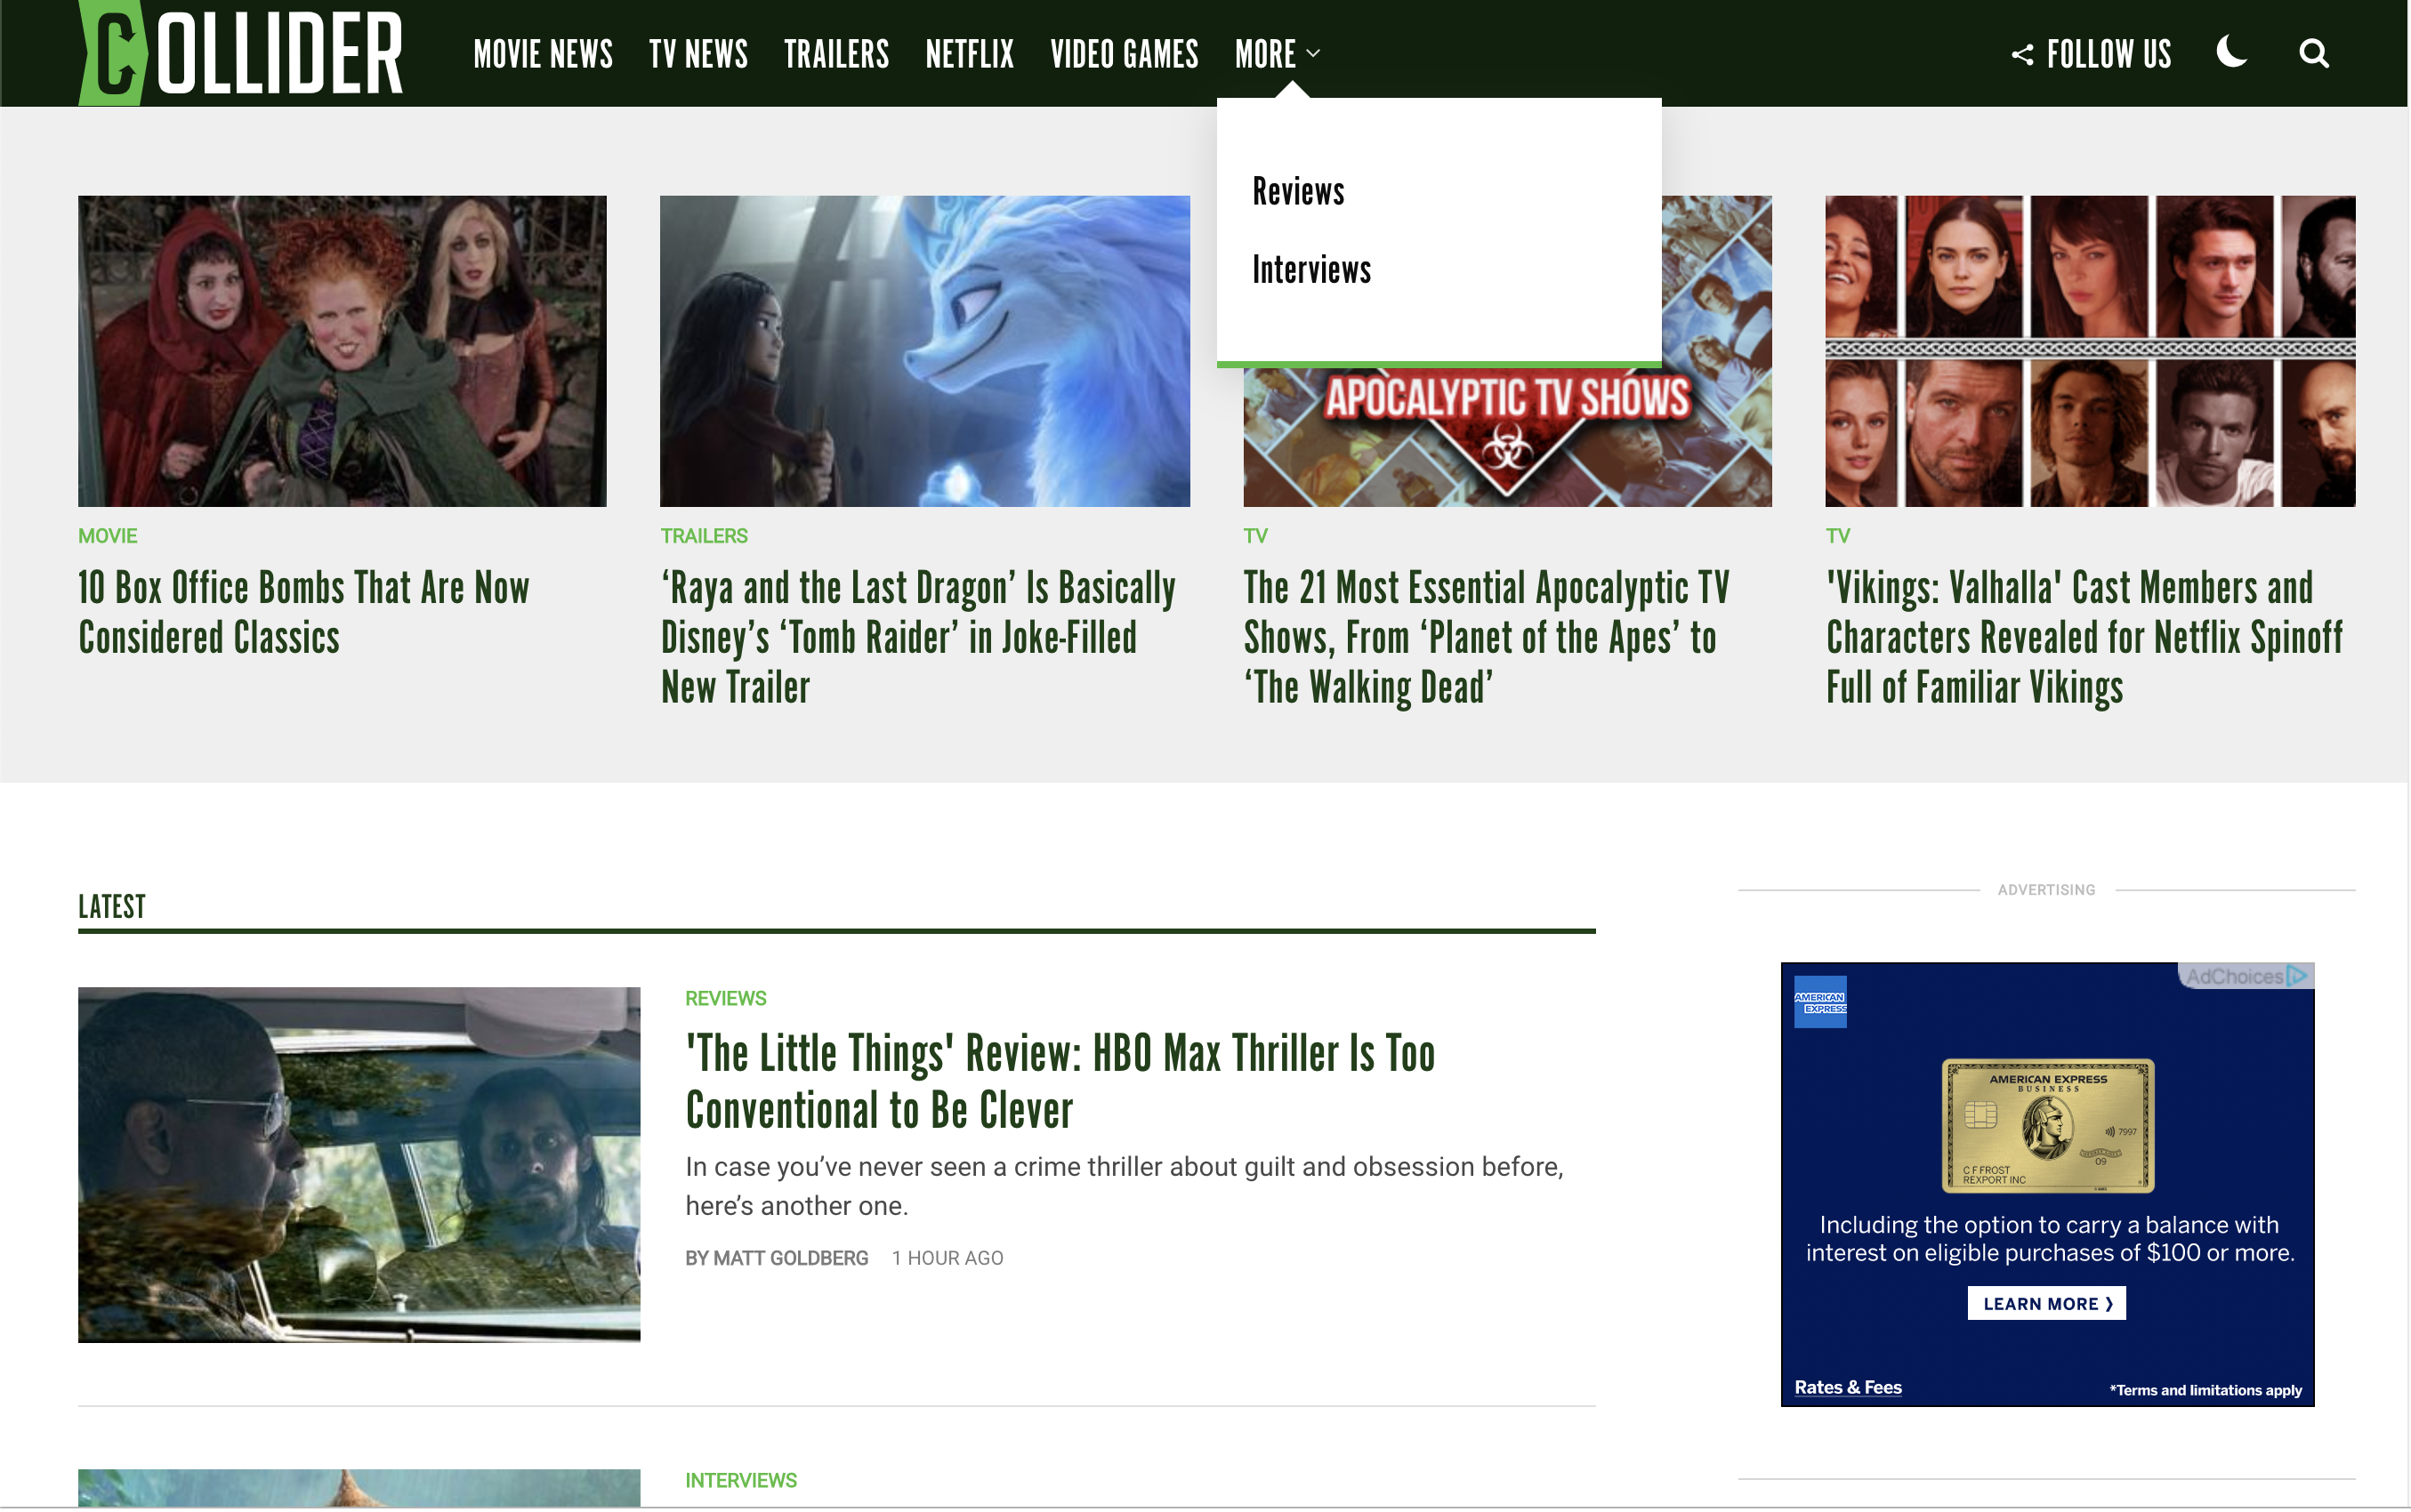 COLLIDER
MOVIE NEWS
TV NEWS
TRAILERS
NETFLIX
VIDEO GAMES
MORE
FOLLOW US
Reviews
Interviews
APOCALYPTIC TV SHOWS
MOVIE
10 Box Office Bombs That Are Now
Considered Classics
TRAILERS
‘Raya and the Last Dragon’ Is Basically
Disney’s ‘Tomb Raider’ in Joke-Filled
New Trailer
TV
The 21 Most Essential Apocalyptic TV
Shows, From ‘Planet of the Apes’ to
‘The Walking Dead’
TV
'Vikings: Valhalla' Cast Members and
Characters Revealed for Netflix Spinoff
Full of Familiar Vikings
LATEST
REVIEWS
'The Little Things' Review: HBO Max Thriller Is Too
Conventional to Be Clever
In case you’ve never seen a crime thriller about guilt and obsession before,
here’s another one.
BY MATT GOLDBERG 1 HOUR AGO
INTERVIEWS
ADVERTISING
AdChoices
AMERICAN
EXPRESS
AMERICAN EXPRESS
BUSINESS
7997
09
C F FROST
REXPORT INC
Including the option to carry a balance with
interest on eligible purchases of $100 or more.
LEARN MORE ❭
Rates & Fees
*Terms and limitations apply